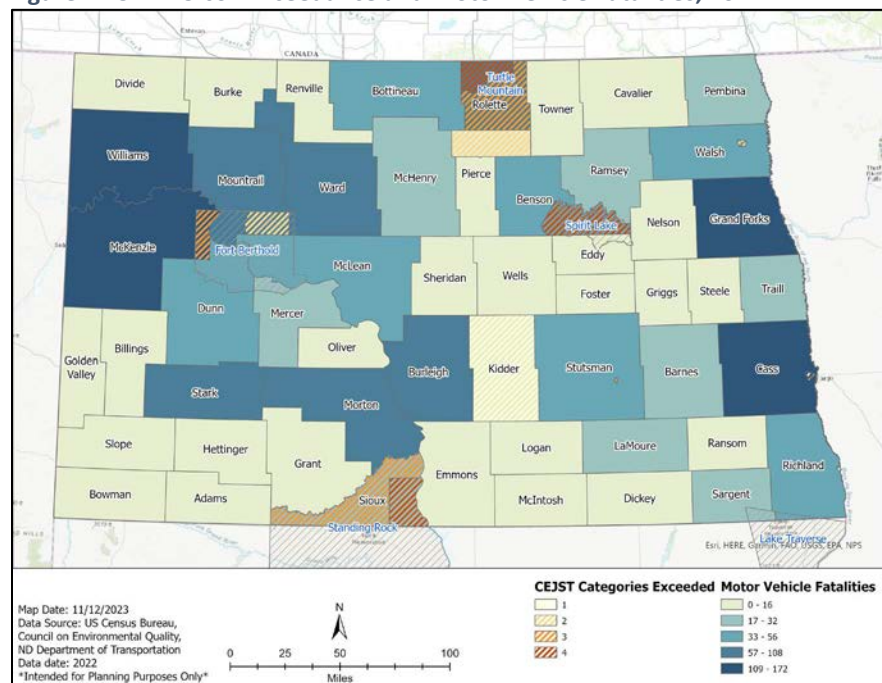 CANADA
Divide
Burke
Renville
Bottineau
Turtle
Mountain
Rolette
Towner
Cavalier
Pembina
Williams
Mountrail
Ward
McHenry
Pierce
Benson
Ramsey
Walsh
Spirit Lake
Nelson
Grand Forks
McKenzie
Fort Berthold
McLean
Sheridan
Wells
Eddy
Foster
Griggs
Steele
Traill
Dunn
Mercer
Oliver
Golden
Valley
Billings
Burleigh
Kidder
Stutsman
Barnes
Cass
Stark
Morton
Slope
Hettinger
Grant
Emmons
Logan
LaMoure
Ransom
Richland
Bowman
Adams
Sioux
McIntosh
Dickey
Sargent
Standing Rock
Lake Traverse
Esri, HERE, Garmin, FAO, USGS, EPA, NPS
Map Date: 11/12/2023
Data Source: US Census Bureau,
Council on Environmental Quality,
ND Department of Transportation
Data date: 2022
*Intended for Planning Purposes Only*
N
0 25 50 100
Miles
CEJST Categories Exceeded
1
2
3
4
Motor Vehicle Fatalities
0 - 16
17 - 32
33 - 56
57 - 108
109 - 172